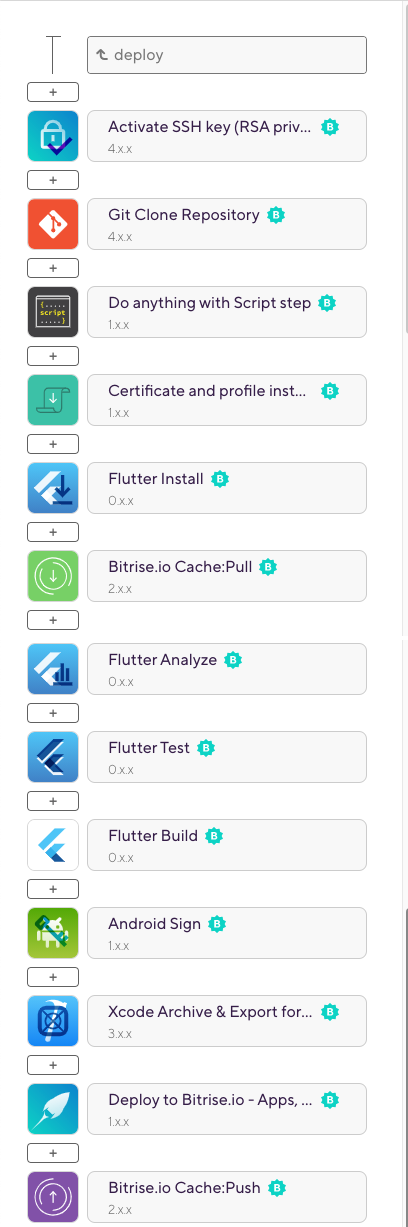 deploy
+
Activate SSH key (RSA priv... B
4.x.x
+
Git Clone Repository B
4.x.x
+
{.....
script
.....}
Do anything with Script step B
1.x.x
+
Certificate and profile inst... B
1.x.x
+
Flutter Install B
0.x.x
+
Bitrise.io Cache:Pull B
2.x.x
+
Flutter Analyze B
0.x.x
+
Flutter Test B
0.x.x
+
Flutter Build B
0.x.x
+
Android Sign B
1.x.x
+
Xcode Archive & Export for... B
3.x.x
+
Deploy to Bitrise.io - Apps, ... B
1.x.x
+
Bitrise.io Cache:Push B
2.x.x